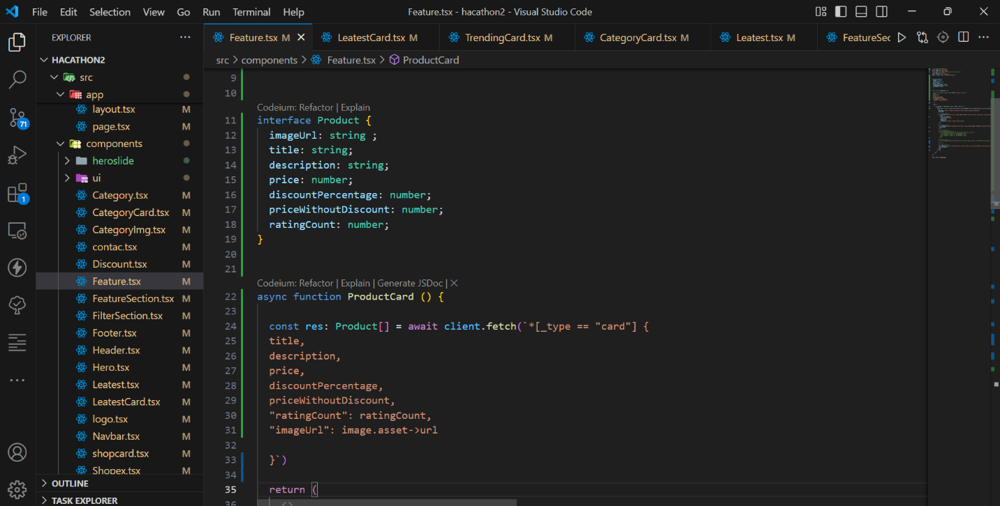 File Edit Selection View Go Run Terminal Help
Feature.tsx - hacathon2 - Visual Studio Code
EXPLORER
HACATHON2
src
app
layout.tsx M
page.tsx M
components
heroslide
ui
Category.tsx M
CategoryCard.tsx M
CategoryImg.tsx M
contac.tsx M
Discount.tsx M
Feature.tsx M
FeatureSection.tsx M
FilterSection.tsx M
Footer.tsx M
Header.tsx M
Hero.tsx M
Leatest.tsx M
LeatestCard.tsx M
logo.tsx M
Navbar.tsx M
shopcard.tsx M
Shopex.tsx M
OUTLINE
TASK EXPLORER
71
1
Feature.tsx M LeatestCard.tsx M TrendingCard.tsx M CategoryCard.tsx M Leatest.tsx M FeatureSec
src > components > Feature.tsx > ProductCard
9
10
Codeium: Refactor | Explain
11 interface Product {
12 imageUrl: string ;
13 title: string;
14 description: string;
15 price: number;
16 discountPercentage: number;
17 priceWithoutDiscount: number;
18 ratingCount: number;
19 }
20
21
Codeium: Refactor | Explain | Generate JSDoc | X
22 async function ProductCard () {
23
24 const res: Product[] = await client.fetch(`*[_type == "card"] {
25 title,
26 description,
27 price,
28 discountPercentage,
29 priceWithoutDiscount,
30 "ratingCount": ratingCount,
31 "imageUrl": image.asset->url
32
33 }`)
34
35 return (
36 <>